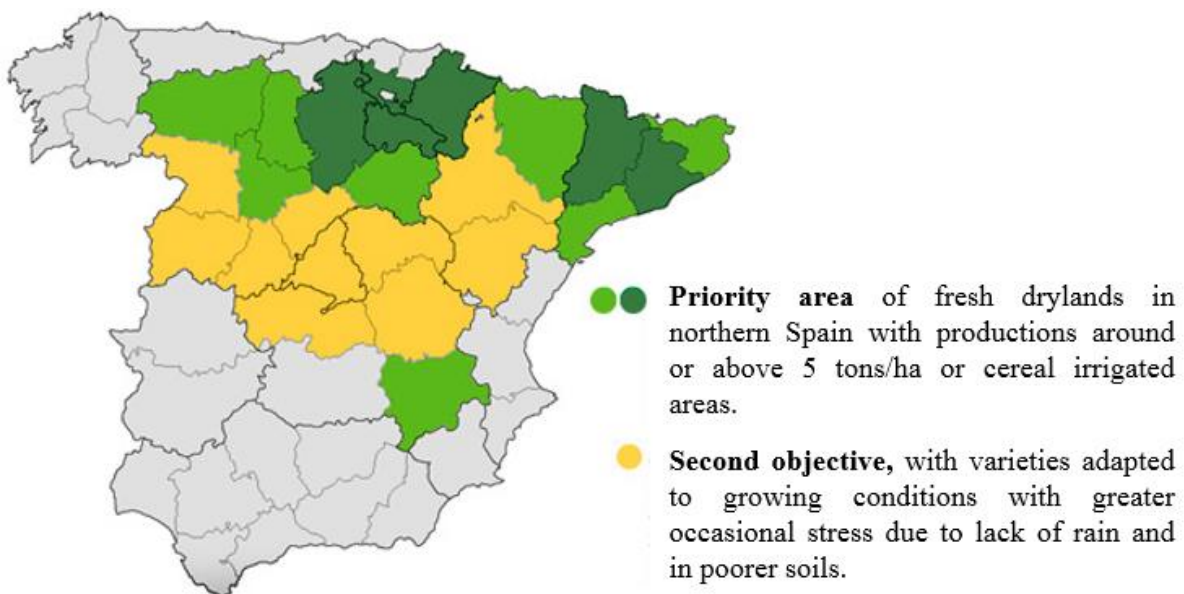 Priority area of fresh drylands in
northern Spain with productions around
or above 5 tons/ha or cereal irrigated
areas.
Second objective, with varieties adapted
to growing conditions with greater
occasional stress due to lack of rain and
in poorer soils.